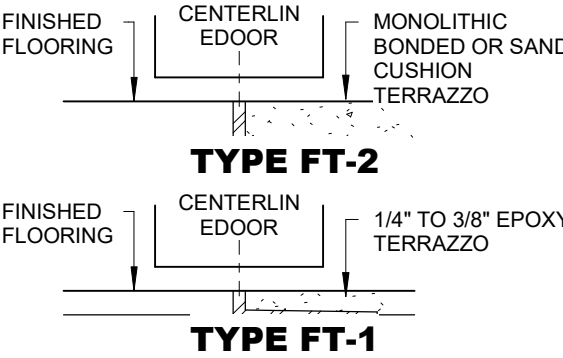 FINISHED
FLOORING
CENTERLIN
EDOOR
MONOLITHIC
BONDED OR SAND
CUSHION
TERRAZZO
TYPE FT-2
FINISHED
FLOORING
CENTERLIN
EDOOR
1/4" TO 3/8" EPOXY
TERRAZZO
TYPE FT-1